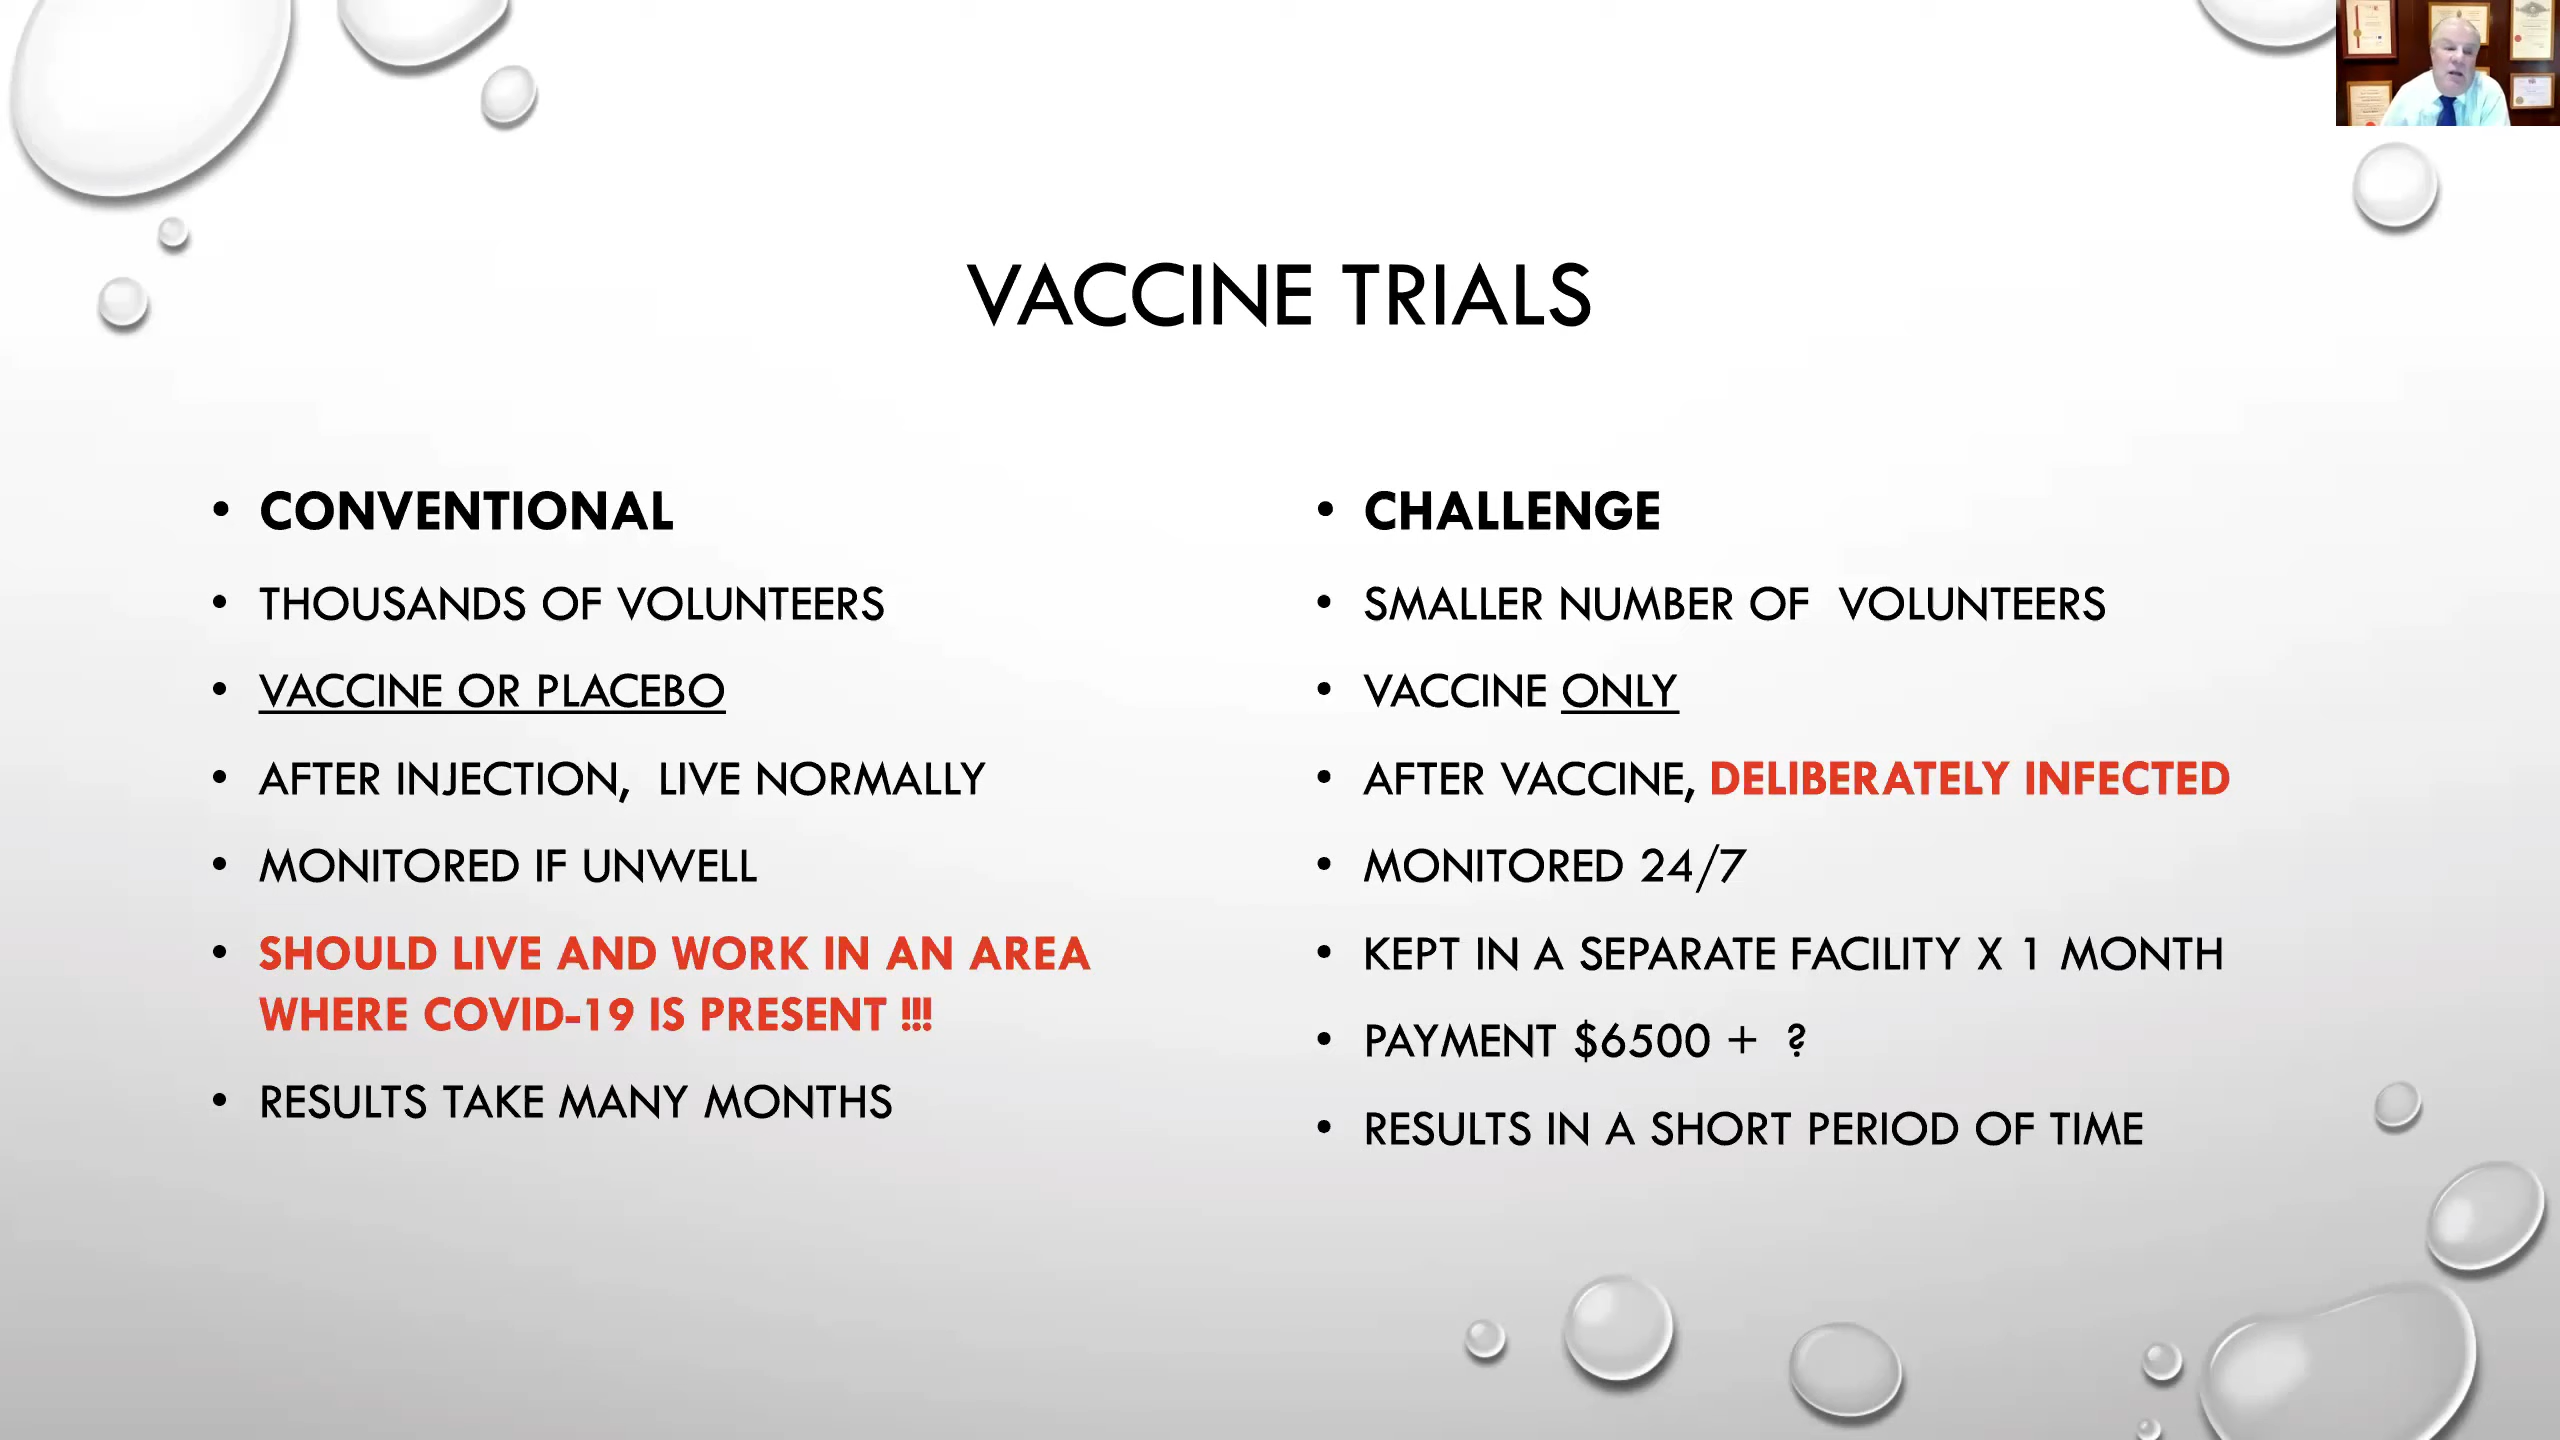 VACCINE TRIALS
• CONVENTIONAL
• THOUSANDS OF VOLUNTEERS
• VACCINE OR PLACEBO
• AFTER INJECTION, LIVE NORMALLY
• MONITORED IF UNWELL
• SHOULD LIVE AND WORK IN AN AREA
WHERE COVID-19 IS PRESENT !!!
• RESULTS TAKE MANY MONTHS
• CHALLENGE
• SMALLER NUMBER OF VOLUNTEERS
• VACCINE ONLY
• AFTER VACCINE, DELIBERATELY INFECTED
• MONITORED 24/7
• KEPT IN A SEPARATE FACILITY X 1 MONTH
• PAYMENT $6500 + ?
• RESULTS IN A SHORT PERIOD OF TIME